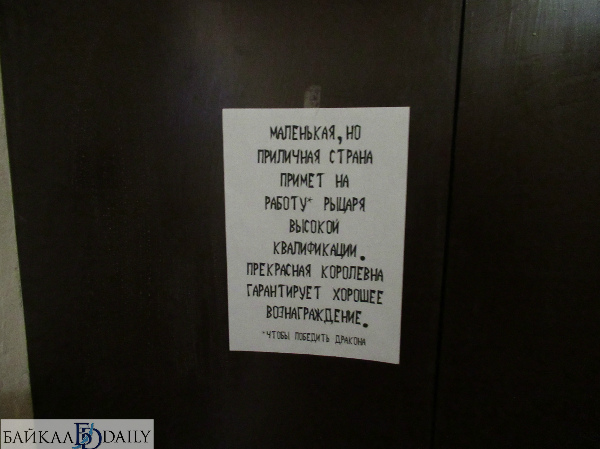 МАЛЕНЬКАЯ, НО
ПРИЛИЧНАЯ СТРАНА
ПРИМЕТ НА
РАБОТУ* РЫЦАРЯ
ВЫСОКОЙ
КВАЛИФИКАЦИИ.
ПРЕКРАСНАЯ КОРОЛЕВНА
ГАРАНТИРУЕТ ХОРОШЕЕ
ВОЗНАГРАЖДЕНИЕ.
*ЧТОБЫ ПОБЕДИТЬ ДРАКОНА
БАЙКАЛ BD DAILY